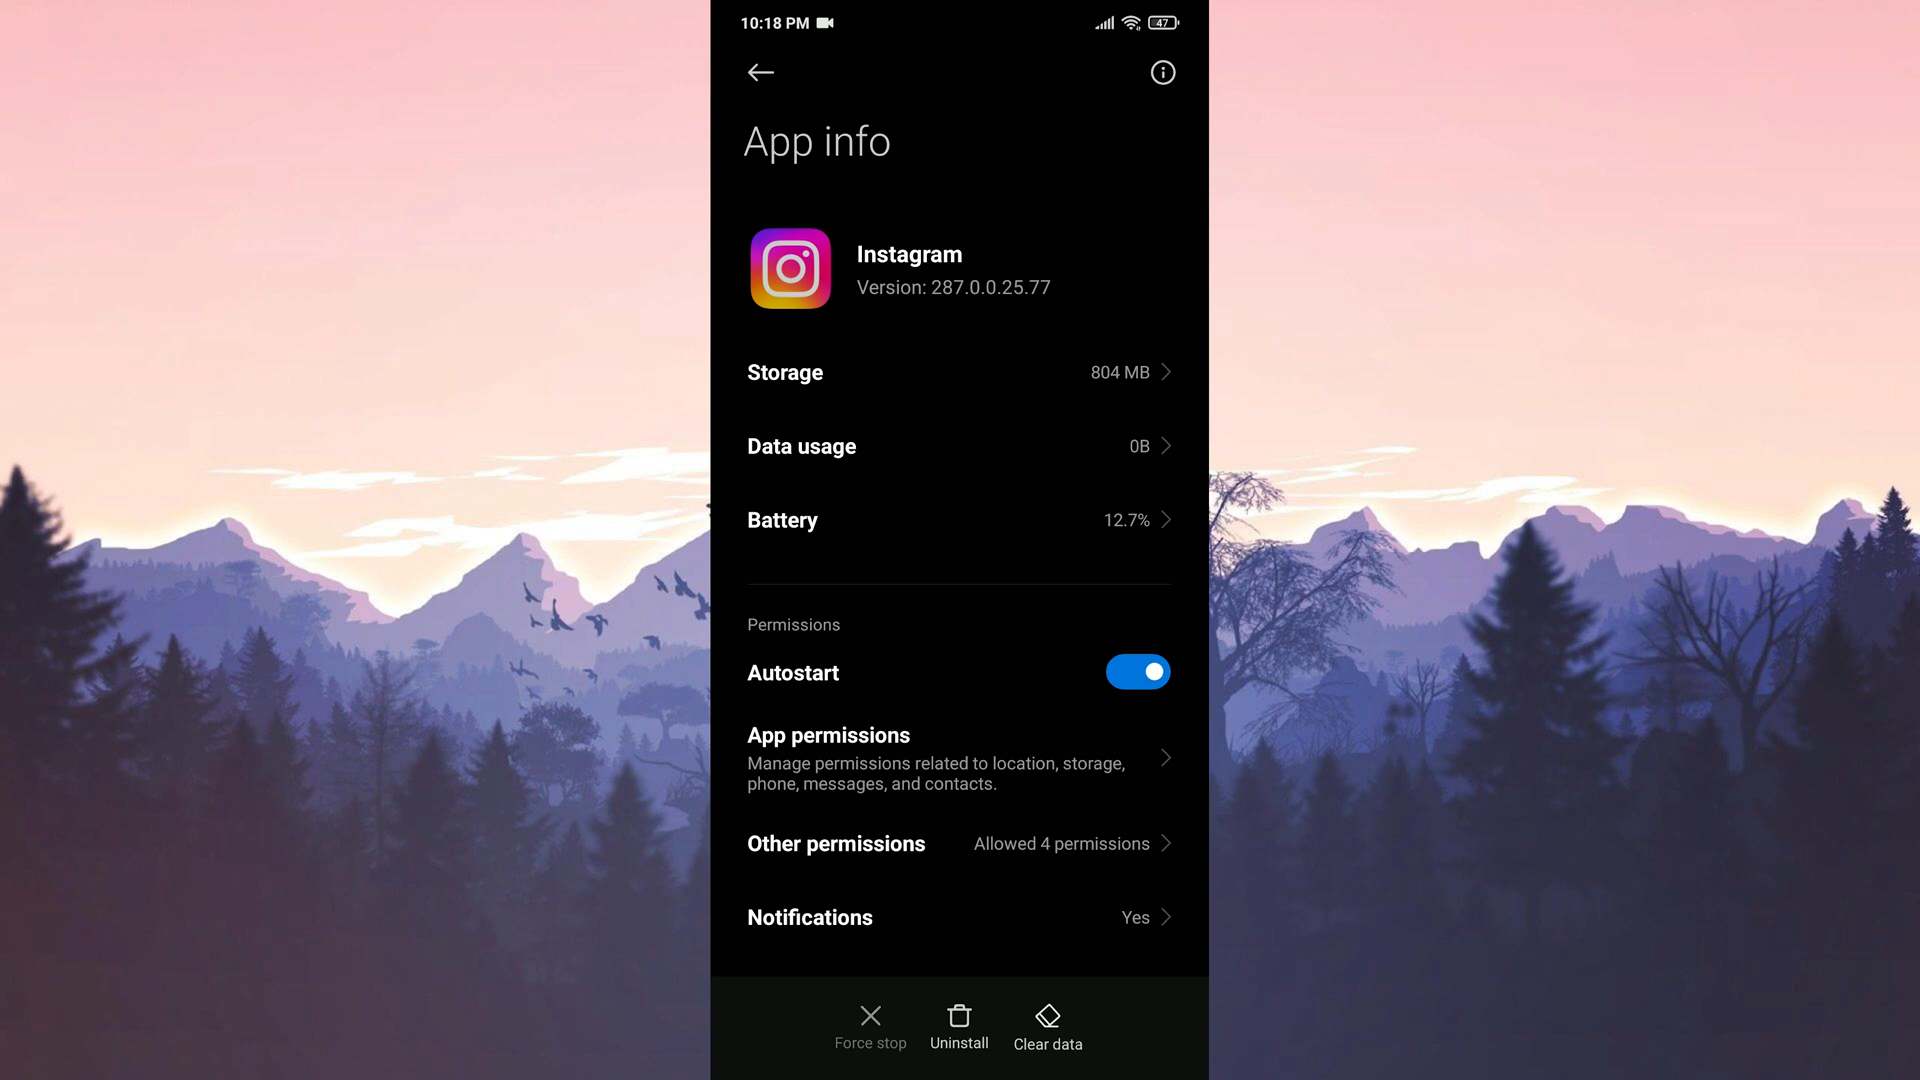 10:18 PM 47
App info
Instagram
Version: 287.0.0.25.77
Storage 804 MB
Data usage 0B
Battery 12.7%
Permissions
Autostart
App permissions
Manage permissions related to location, storage,
phone, messages, and contacts.
Other permissions Allowed 4 permissions
Notifications Yes
Force stop Uninstall Clear data